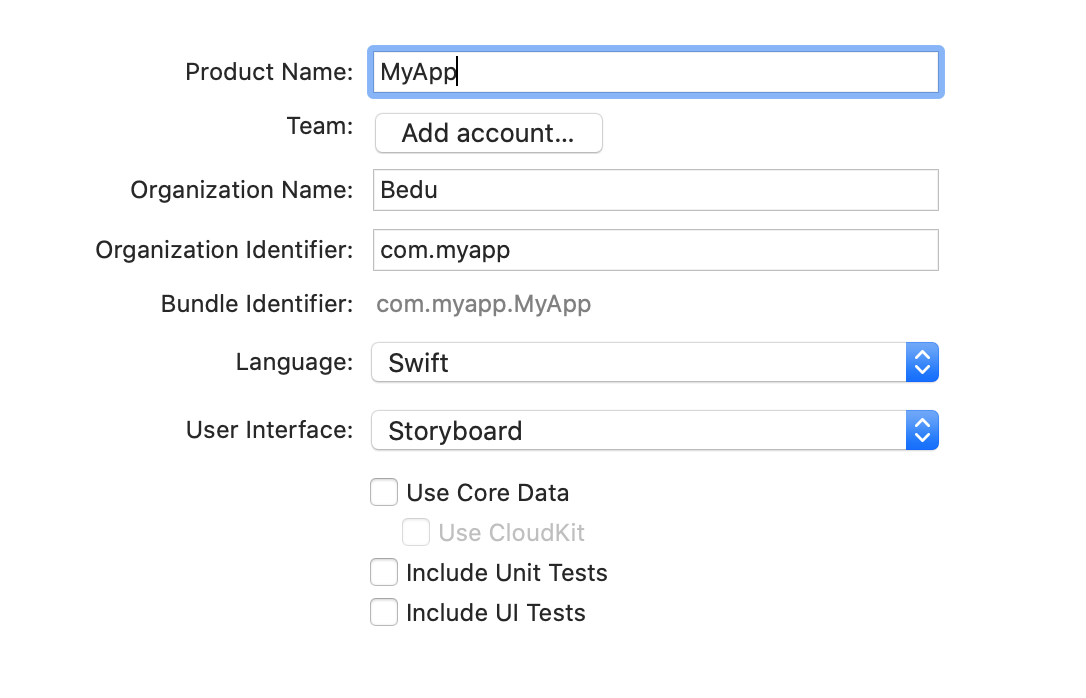 Product Name: MyApp
Team: Add account...
Organization Name: Bedu
Organization Identifier: com.myapp
Bundle Identifier: com.myapp.MyApp
Language: Swift
User Interface: Storyboard
Use Core Data
Use CloudKit
Include Unit Tests
Include UI Tests